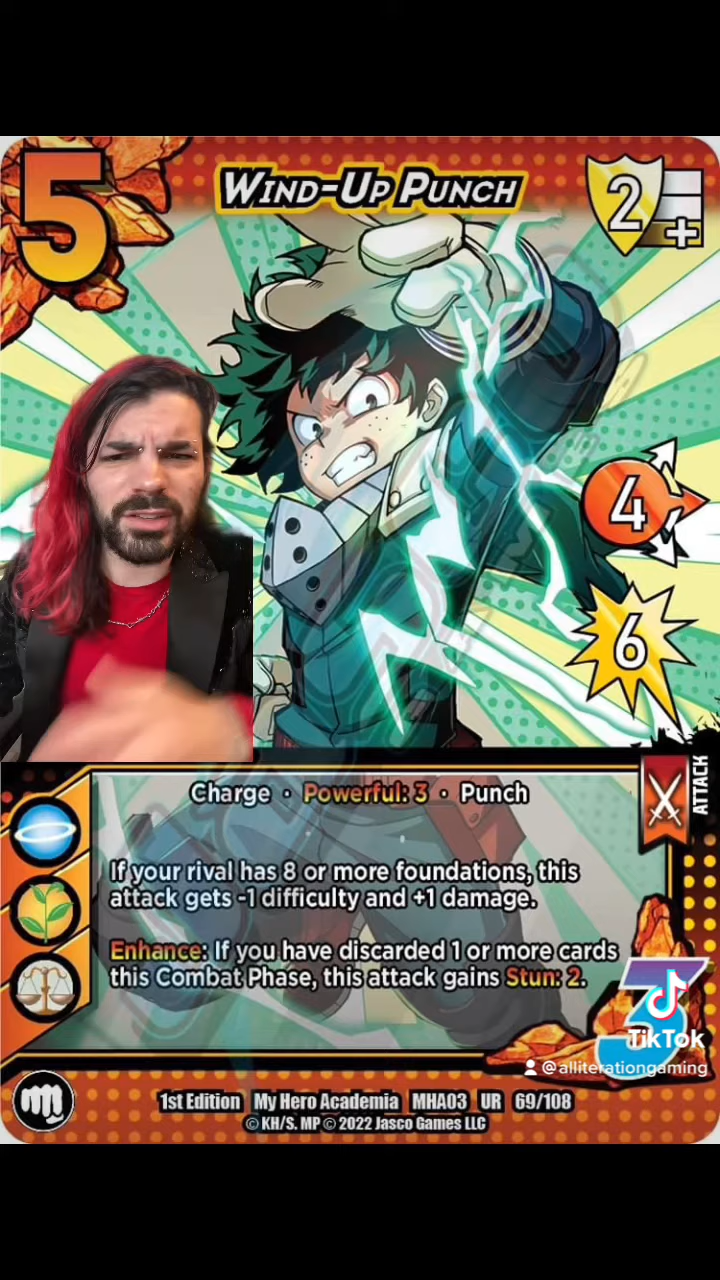 5
WIND-UP PUNCH
2
+
4
6
ATTACK
Charge · Powerful: 3 · Punch
If your rival has 8 or more foundations, this
attack gets -1 difficulty and +1 damage.
Enhance: If you have discarded 1 or more cards
this Combat Phase, this attack gains Stun: 2.
3
TikTok
@alliterationgaming
1st Edition My Hero Academia MHA03 UR 69/108
© KH/S. MP © 2022 Jasco Games LLC